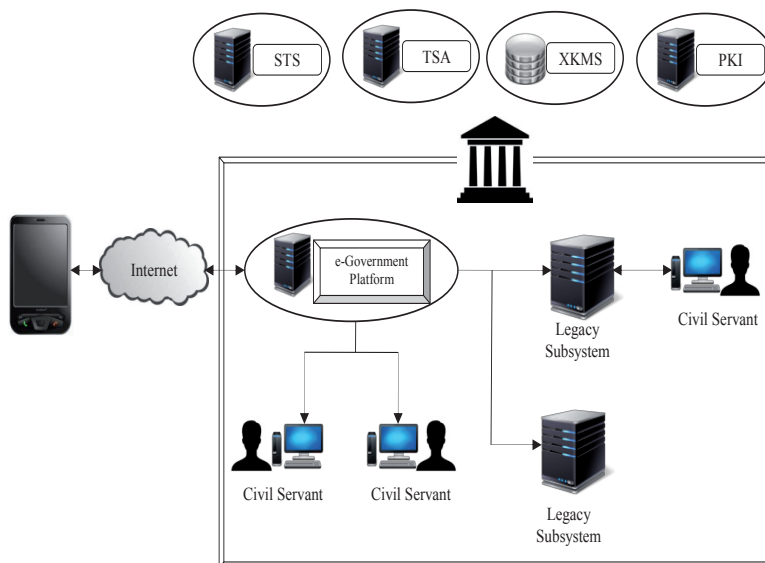 STS
TSA
XKMS
PKI
Internet
e-Government
Platform
Legacy
Subsystem
Civil Servant
Civil Servant
Civil Servant
Legacy
Subsystem